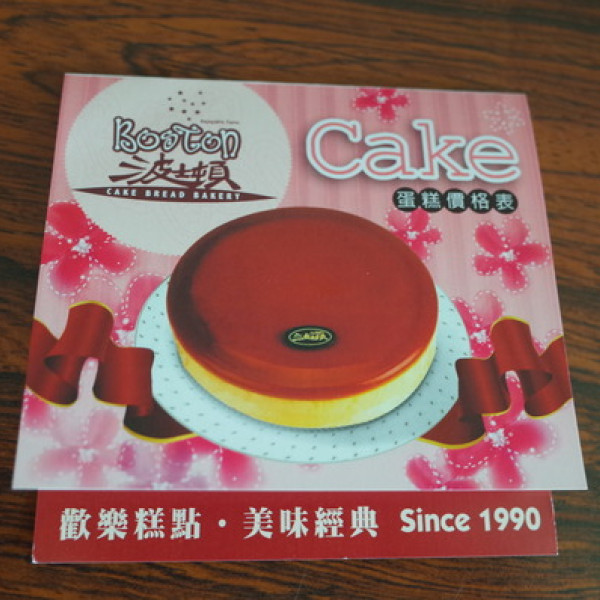 Boston
波士頓
CAKE BREAD BAKERY
Cake
蛋糕價格表
歡樂糕點·美味經典 Since 1990